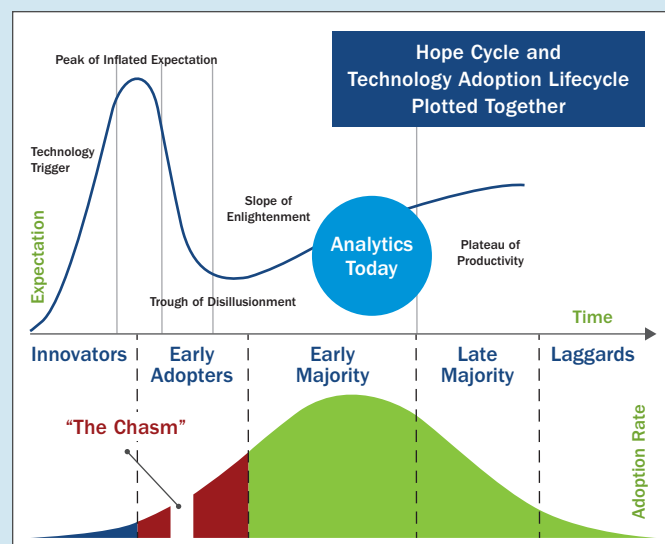 Hope Cycle and
Technology Adoption Lifecycle
Plotted Together
Peak of Inflated Expectation
Technology
Trigger
Slope of
Enlightenment
Analytics
Today
Plateau of
Productivity
Trough of Disillusionment
Expectation
Time
Innovators
Early
Adopters
Early
Majority
Late
Majority
Laggards
“The Chasm”
Adoption Rate